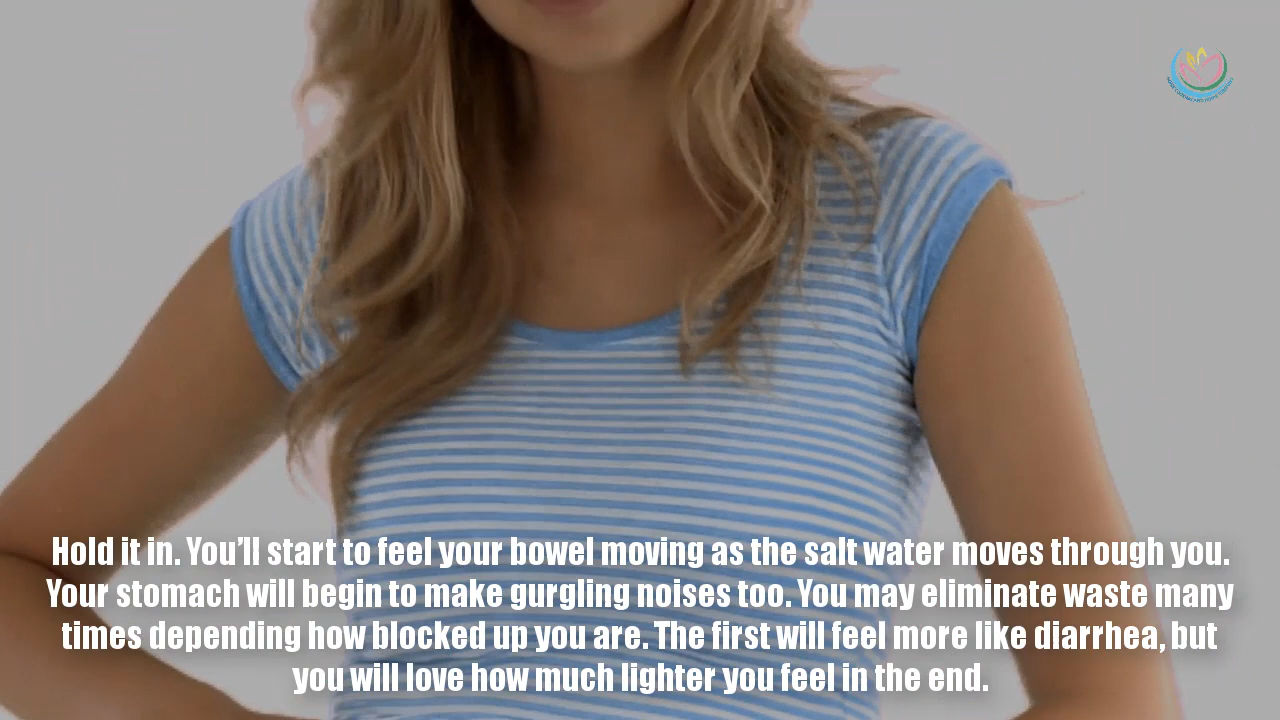 Hold it in. You’ll start to feel your bowel moving as the salt water moves through you.
Your stomach will begin to make gurgling noises too. You may eliminate waste many
times depending how blocked up you are. The first will feel more like diarrhea, but
you will love how much lighter you feel in the end.